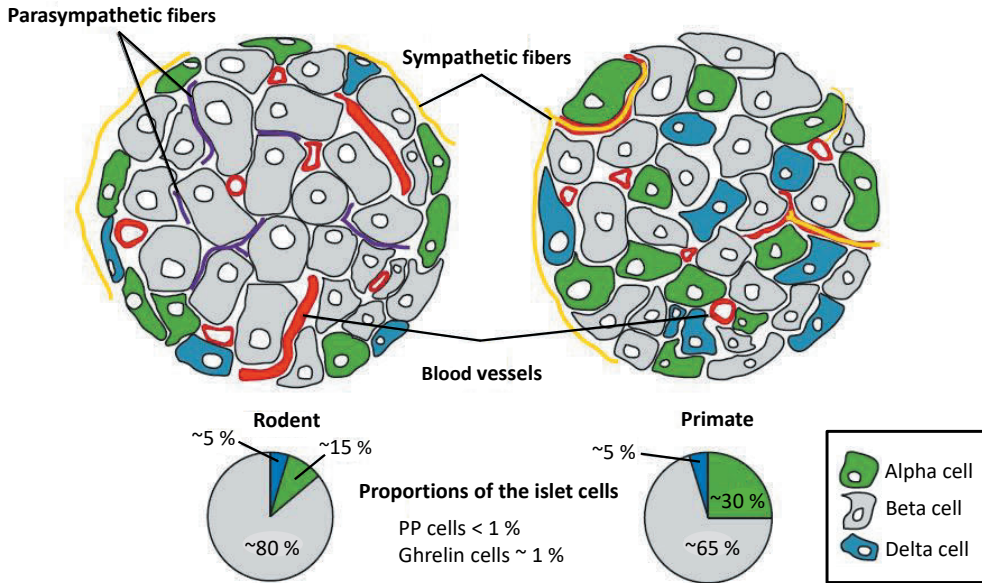 Parasympathetic fibers
Sympathetic fibers
Blood vessels
Rodent
~5 %
~15 %
~80 %
Proportions of the islet cells
PP cells < 1 %
Ghrelin cells ~ 1 %
Primate
~5 %
~30 %
~65 %
Alpha cell
Beta cell
Delta cell